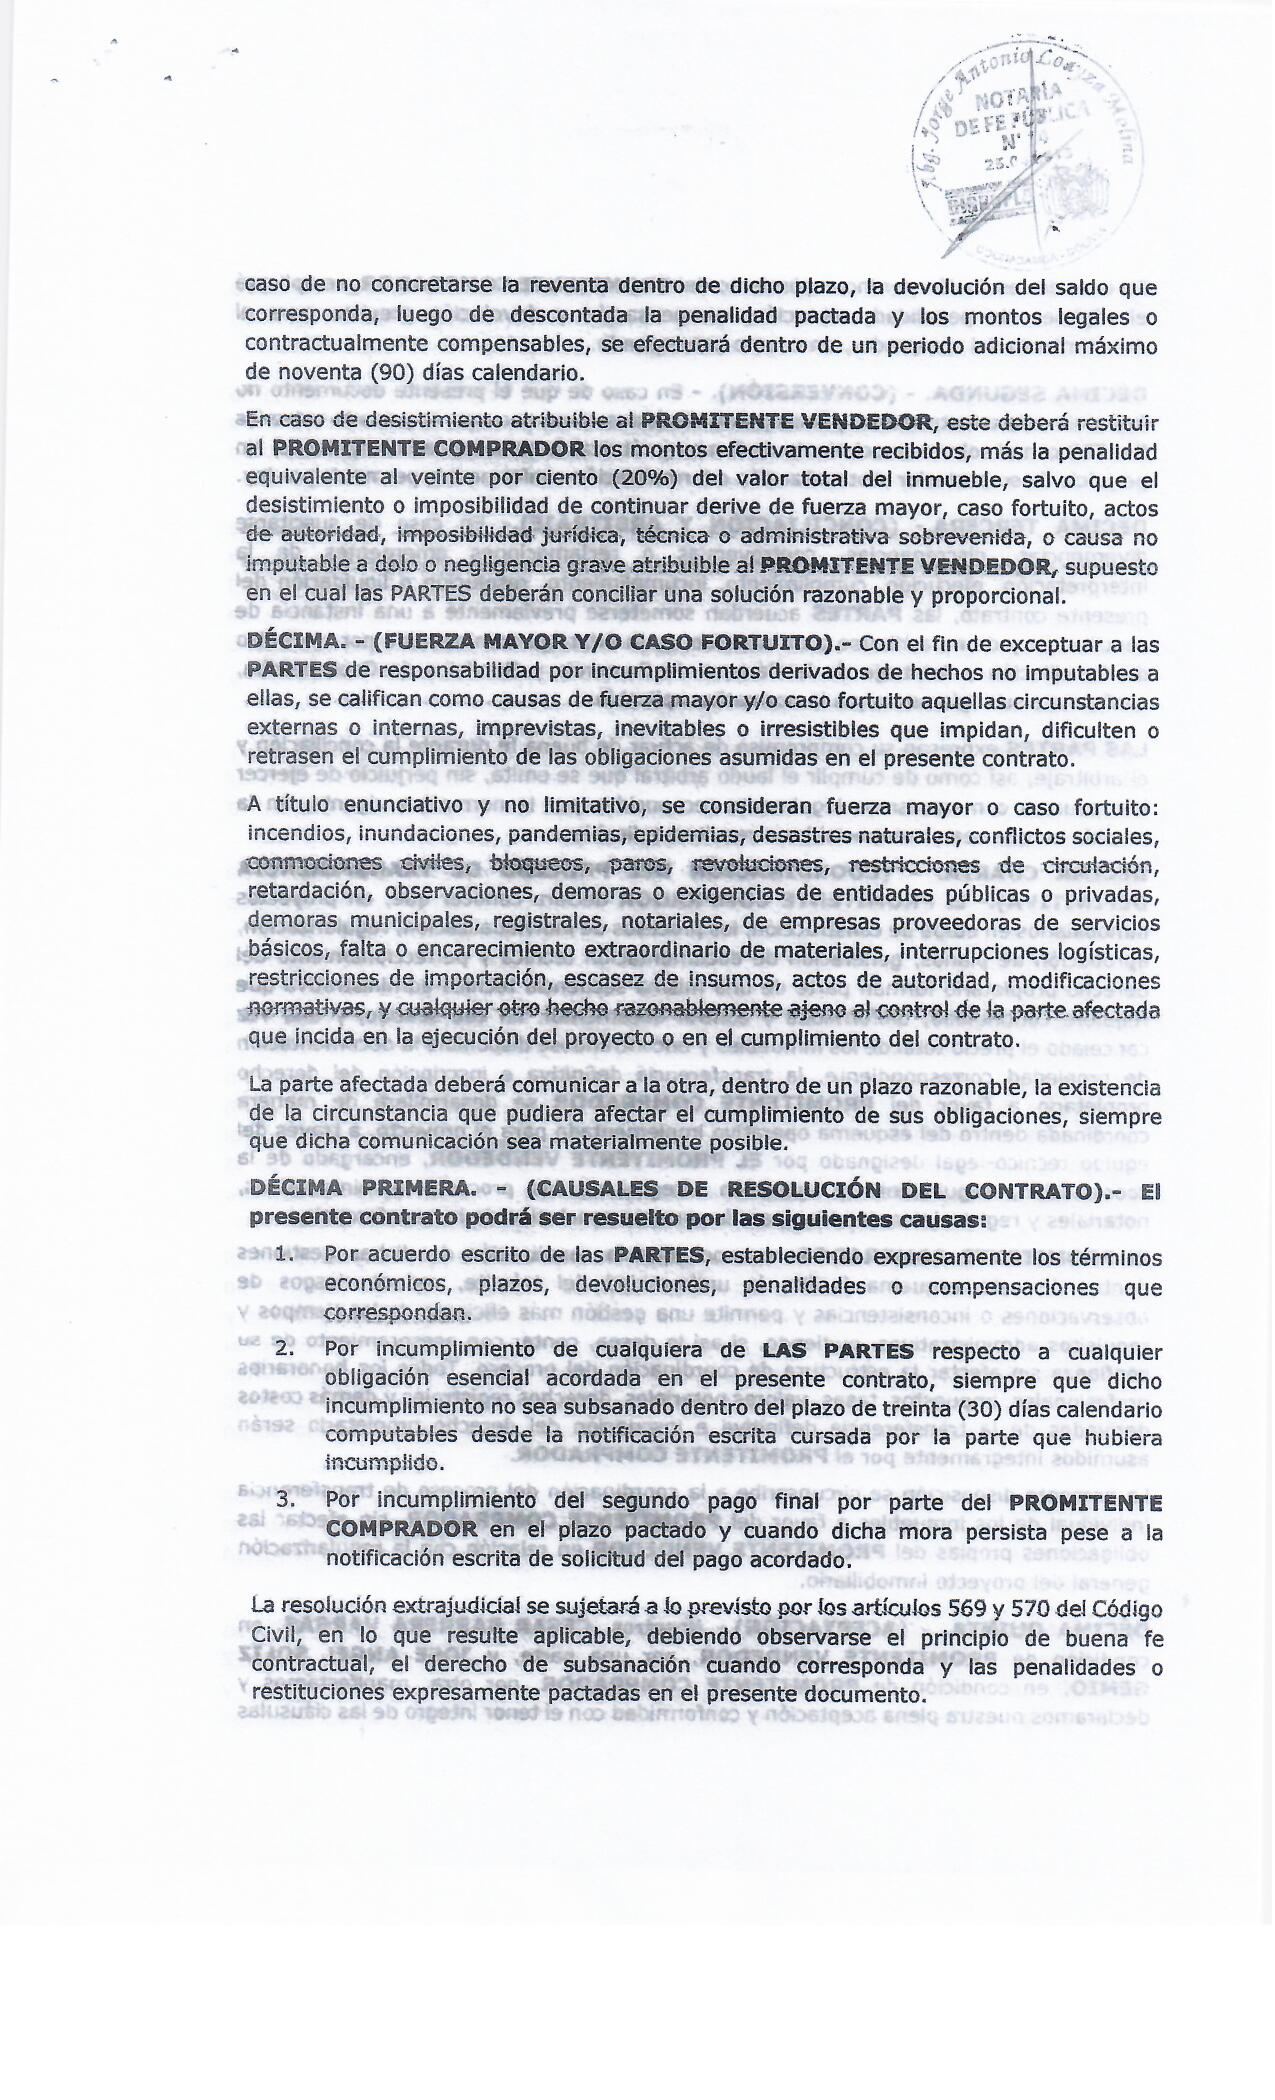 Abg. Jorge Antonio Loayza Molina
NOTARÍA
DE FE PÚBLICA
caso de no concretarse la reventa dentro de dicho plazo, la devolución del saldo que
corresponda, luego de descontada la penalidad pactada y los montos legales o
contractualmente compensables, se efectuará dentro de un periodo adicional máximo
de noventa (90) días calendario.
En caso de desistimiento atribuible al PROMITENTE VENDEDOR, este deberá restituir
al PROMITENTE COMPRADOR los montos efectivamente recibidos, más la penalidad
equivalente al veinte por ciento (20%) del valor total del inmueble, salvo que el
desistimiento o imposibilidad de continuar derive de fuerza mayor, caso fortuito, actos
de autoridad, imposibilidad jurídica, técnica o administrativa sobrevenida, o causa no
imputable a dolo o negligencia grave atribuible al PROMITENTE VENDEDOR, supuesto
en el cual las PARTES deberán conciliar una solución razonable y proporcional.
DÉCIMA. - (FUERZA MAYOR Y/O CASO FORTUITO).- Con el fin de exceptuar a las
PARTES de responsabilidad por incumplimientos derivados de hechos no imputables a
ellas, se califican como causas de fuerza mayor y/o caso fortuito aquellas circunstancias
externas o internas, imprevistas, inevitables o irresistibles que impidan, dificulten o
retrasen el cumplimiento de las obligaciones asumidas en el presente contrato.
A título enunciativo y no limitativo, se consideran fuerza mayor o caso fortuito:
incendios, inundaciones, pandemias, epidemias, desastres naturales, conflictos sociales,
conmociones civiles, bloqueos, paros, revoluciones, restricciones de circulación,
retardación, observaciones, demoras o exigencias de entidades públicas o privadas,
demoras municipales, registrales, notariales, de empresas proveedoras de servicios
básicos, falta o encarecimiento extraordinario de materiales, interrupciones logísticas,
restricciones de importación, escasez de insumos, actos de autoridad, modificaciones
normativas, y cualquier otro hecho razonablemente ajeno al control de la parte afectada
que incida en la ejecución del proyecto o en el cumplimiento del contrato.
La parte afectada deberá comunicar a la otra, dentro de un plazo razonable, la existencia
de la circunstancia que pudiera afectar el cumplimiento de sus obligaciones, siempre
que dicha comunicación sea materialmente posible.
DÉCIMA PRIMERA. - (CAUSALES DE RESOLUCIÓN DEL CONTRATO).- El
presente contrato podrá ser resuelto por las siguientes causas:
1. Por acuerdo escrito de las PARTES, estableciendo expresamente los términos
económicos, plazos, devoluciones, penalidades o compensaciones que
correspondan.
2. Por incumplimiento de cualquiera de LAS PARTES respecto a cualquier
obligación esencial acordada en el presente contrato, siempre que dicho
incumplimiento no sea subsanado dentro del plazo de treinta (30) días calendario
computables desde la notificación escrita cursada por la parte que hubiera
incumplido.
3. Por incumplimiento del segundo pago final por parte del PROMITENTE
COMPRADOR en el plazo pactado y cuando dicha mora persista pese a la
notificación escrita de solicitud del pago acordado.
La resolución extrajudicial se sujetará a lo previsto por los artículos 569 y 570 del Código
Civil, en lo que resulte aplicable, debiendo observarse el principio de buena fe
contractual, el derecho de subsanación cuando corresponda y las penalidades o
restituciones expresamente pactadas en el presente documento.